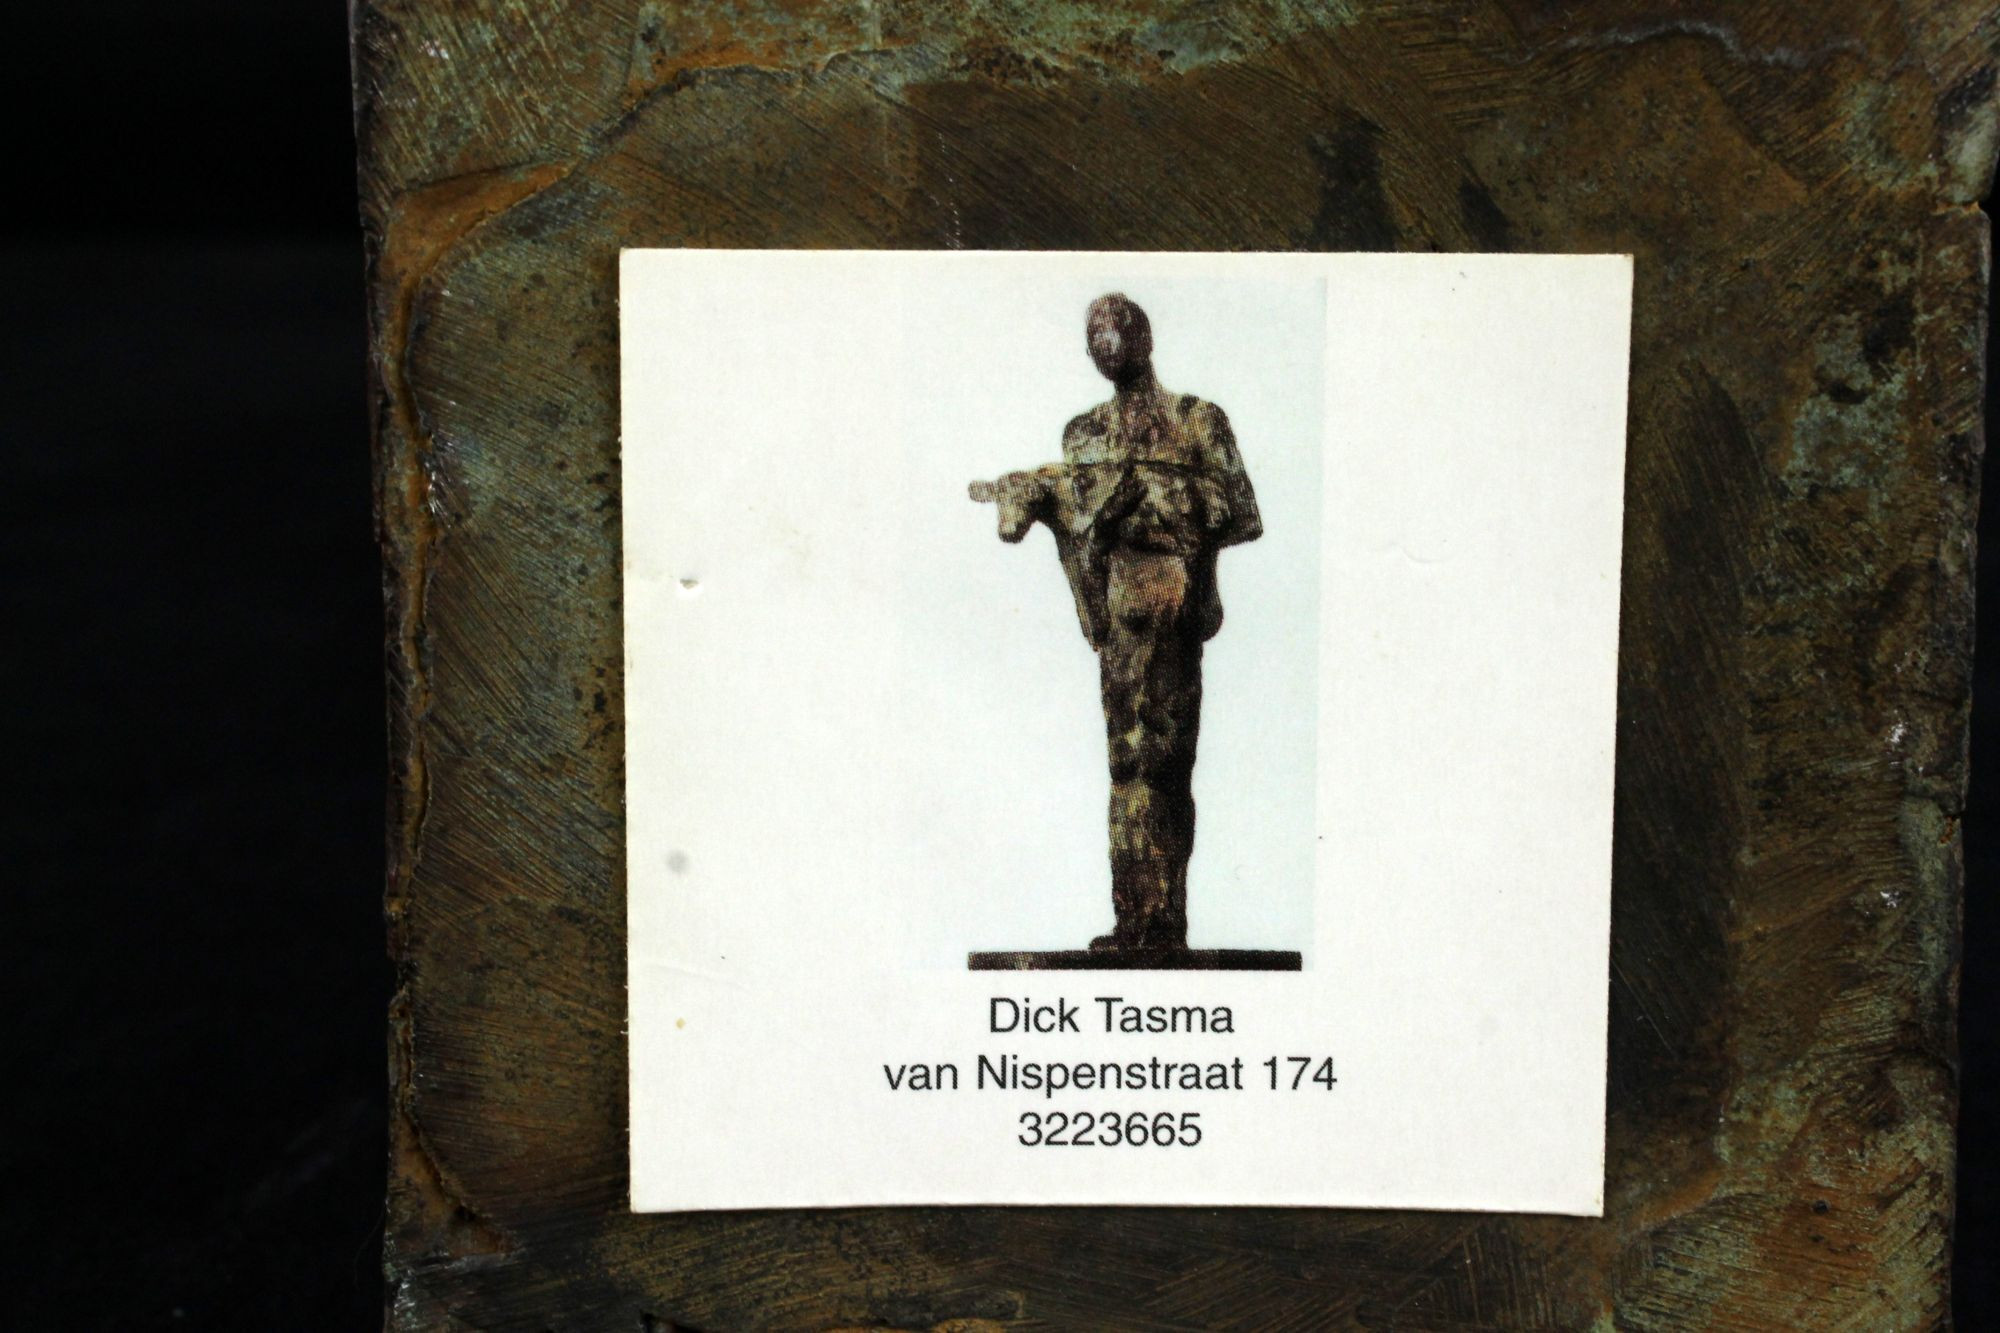 Dick Tasma
van Nispenstraat 174
3223665